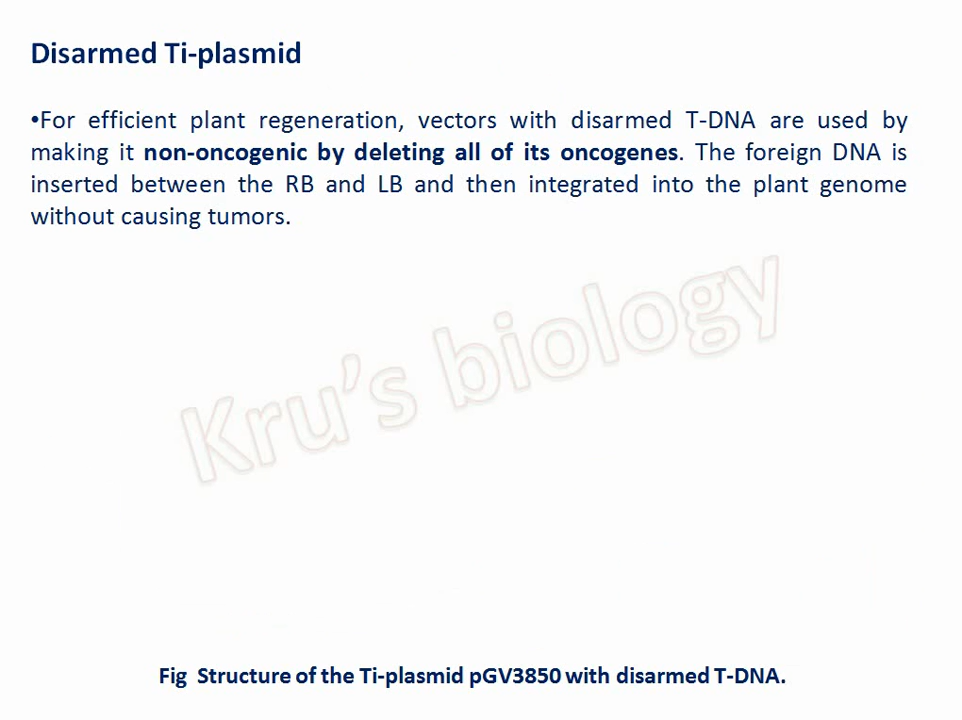 Disarmed Ti-plasmid
•For efficient plant regeneration, vectors with disarmed T-DNA are used by
making it non-oncogenic by deleting all of its oncogenes. The foreign DNA is
inserted between the RB and LB and then integrated into the plant genome
without causing tumors.
Kru's biology
Fig Structure of the Ti-plasmid pGV3850 with disarmed T-DNA.